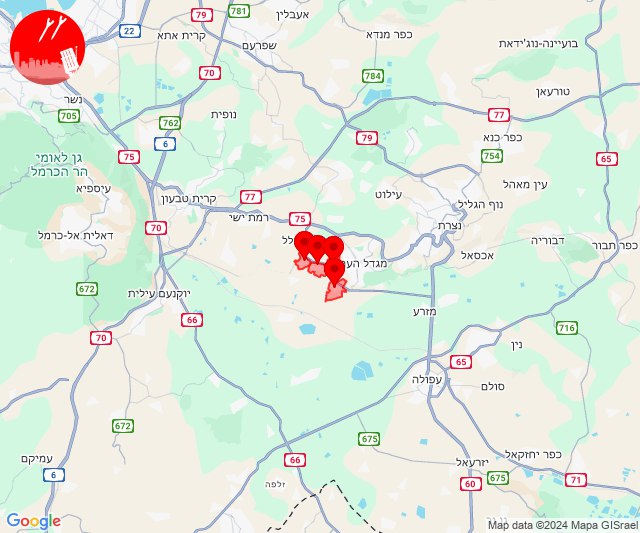 אעבלין
79
781
כפר מנדא
22
קרית אתא
שפרעם
בועיינה-נוג'ידאת
70
784
נשר
טורעאן
705
נופית
77
762
79
6
כפר כנא
75
754
65
גן לאומי
הר הכרמל
עין מאהל
עספיא
קרית טבעון
77
עילוט
נוף הגליל
רמת ישי
75
נצרת
70
דאלית אל-כרמל
דבוריה
כפר תבור
אכסאל
672
יוקנעם עילית
66
מזרע
716
70
נין
65
עפולה
סולם
672
675
עמיקם
66
יזרעאל
כפר יחזקאל
6
675
71
זלפה
60
Google
Map data ©2024 Mapa GISrael